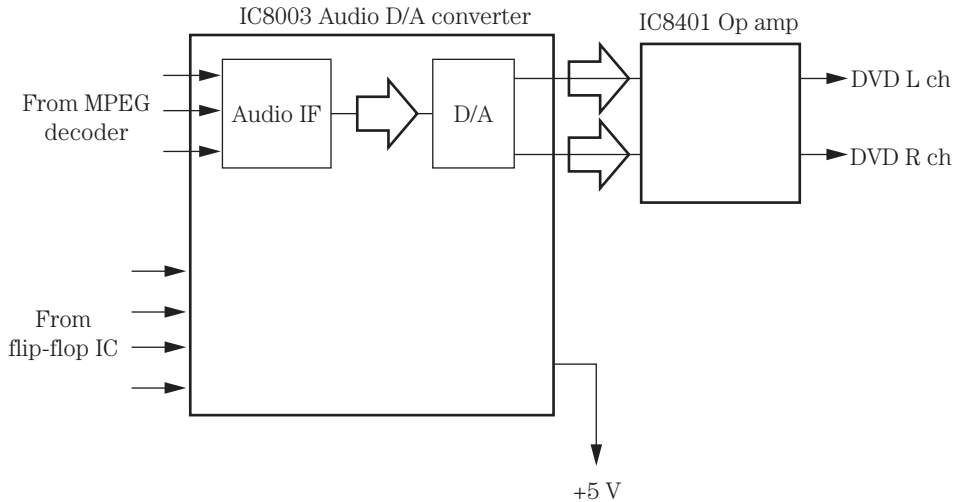 IC8003 Audio D/A converter
IC8401 Op amp
From MPEG
decoder
Audio IF
D/A
DVD L ch
DVD R ch
From
flip-flop IC
+5 V